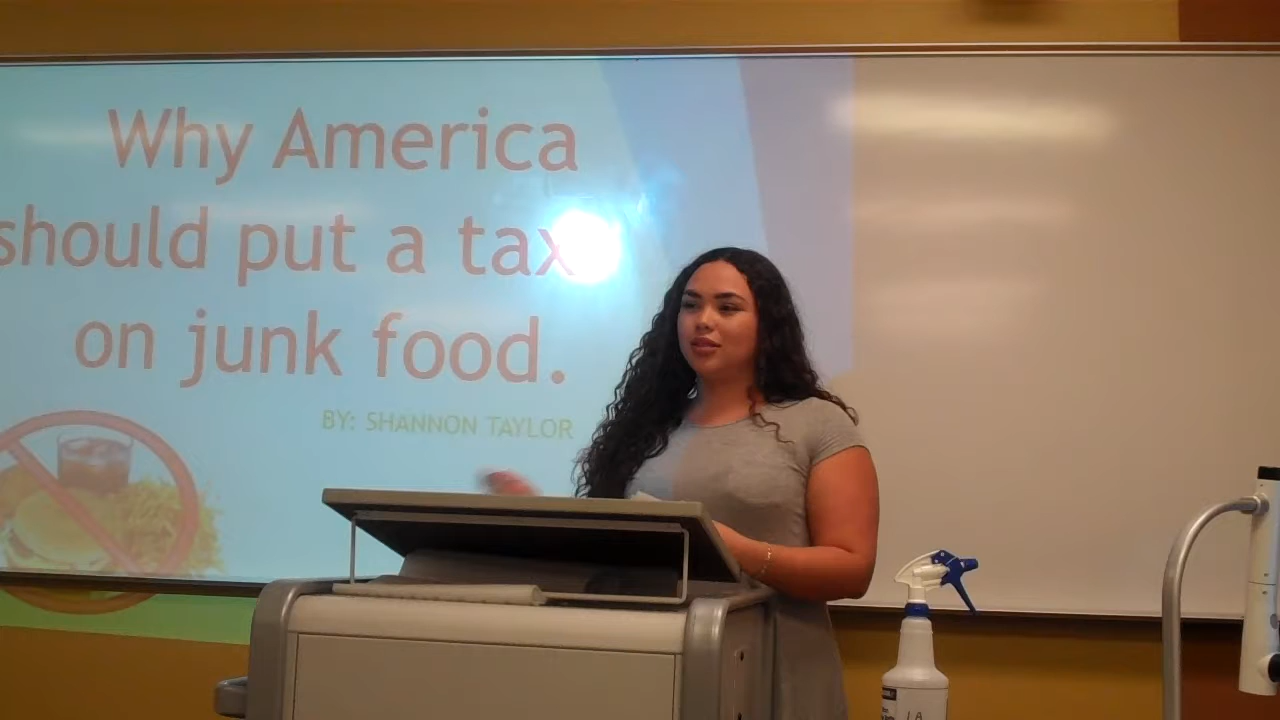 Why America
should put a tax
on junk food.
BY: SHANNON TAYLOR